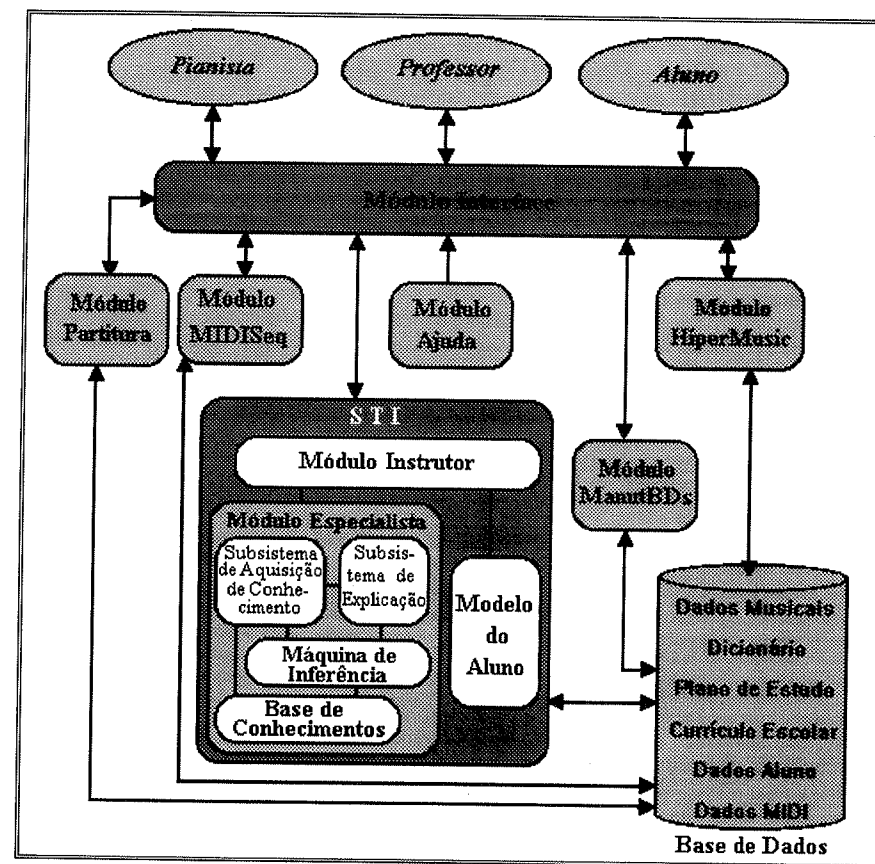 Pianista
Professor
Aluno
Módulo Interface
Módulo
Partitura
Módulo
MIDISeq
Módulo
Ajuda
Modulo
HiperMusic
S T I
Módulo Instrutor
Módulo Especialista
Subsistema
de Aquisição
de Conhe-
cimento
Subsis-
tema de
Explicação
Máquina de
Inferência
Base de
Conhecimentos
Modelo
do
Aluno
Módulo
ManutBDs
Dados Musicais
Dicionário
Plano de Estudo
Currículo Escolar
Dados Aluno
Dados MIDI
Base de Dados